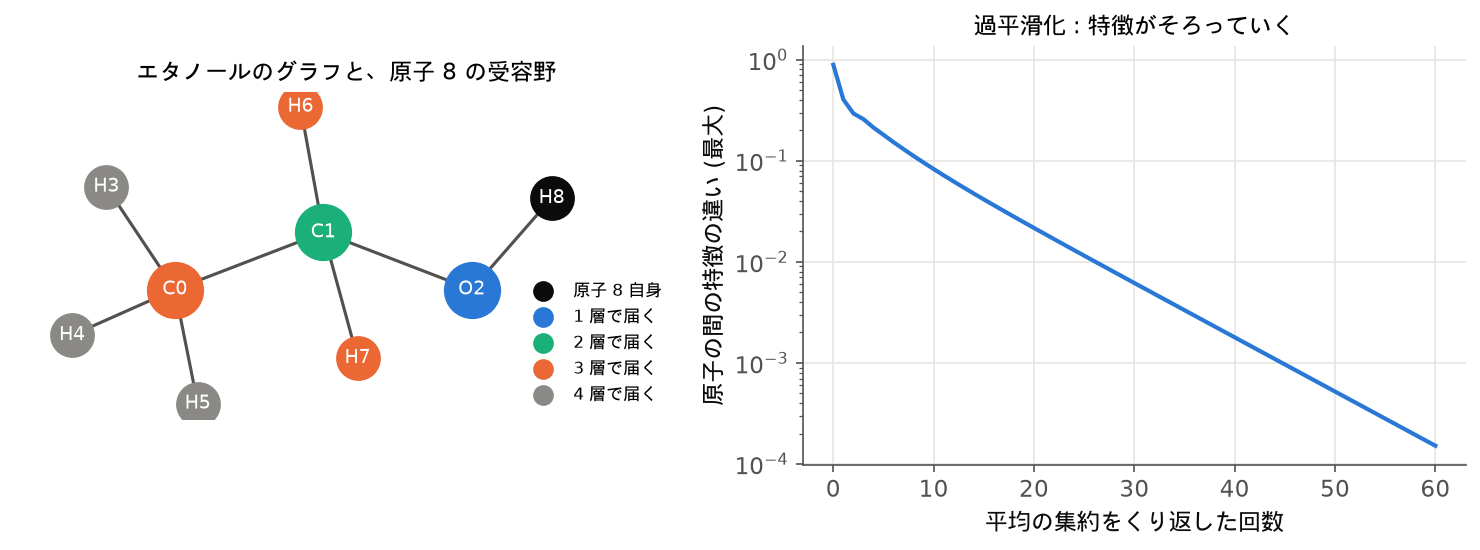 エタノールのグラフと、原子 8 の受容野
H6
H3
H8
C1
C0
O2
H4
H7
H5
原子 8 自身
1 層で届く
2 層で届く
3 層で届く
4 層で届く
過平滑化：特徴がそろっていく
原子の間の特徴の違い (最大)
10⁰
10⁻¹
10⁻²
10⁻³
10⁻⁴
0 10 20 30 40 50 60
平均の集約をくり返した回数